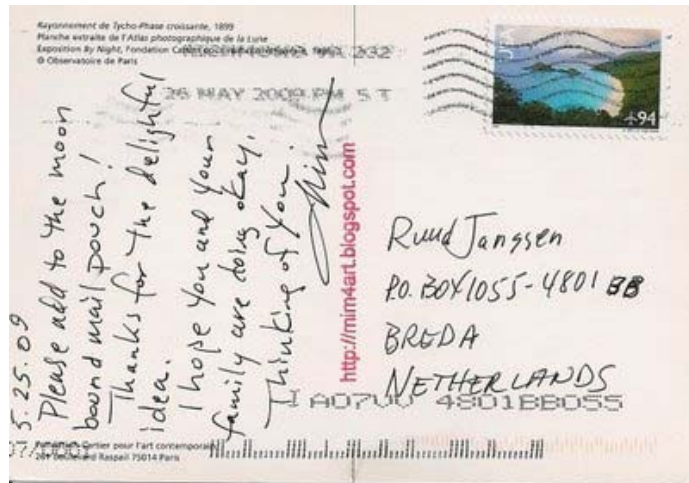 Rayonnement de Tycho-Phase croissante, 1899
Planche extraite de l'Atlas photographique de la Lune
Exposition By Night, Fondation
© Observatoire de Paris
VA 232
26 MAY 2009 PM 5 T
USA
94
5.25.09
Please add to the moon
bound mail pouch!
Thanks for the delightful
idea.
I hope you and your
family are doing okay.
Thinking of you.
Mim
http://mim4art.blogspot.com
Ruud Janssen
P.O. BOX 1055-4801 BB
BREDA
NETHERLANDS
4801BB055
Cartier pour l'art contemporain
261 boulevard Raspail 75014 Paris